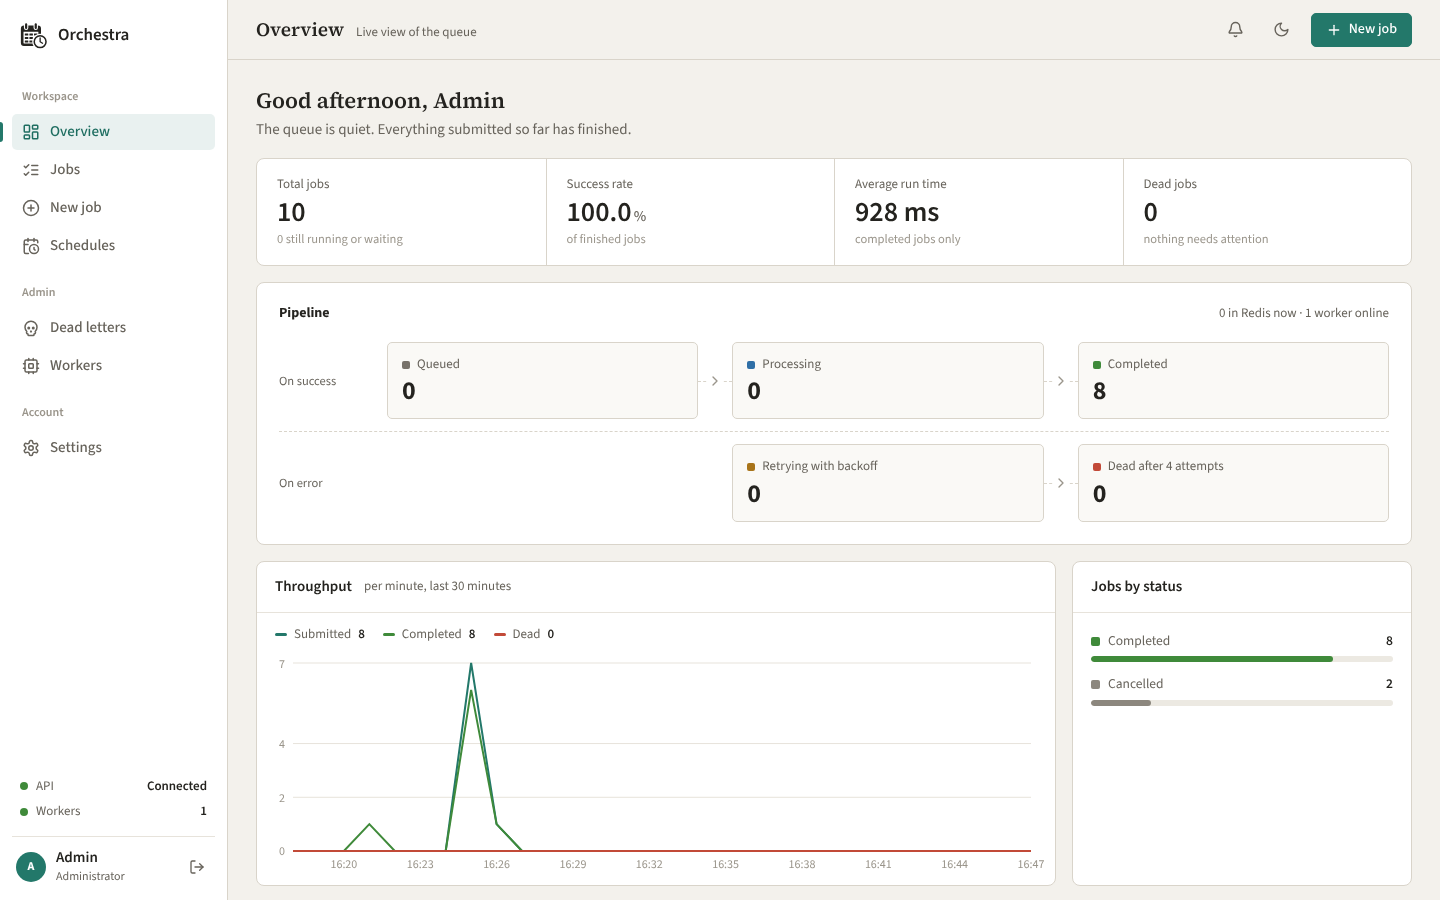 Orchestra
Workspace
Overview
Jobs
New job
Schedules
Admin
Dead letters
Workers
Account
Settings
API Connected
Workers 1
A
Admin
Administrator
Overview Live view of the queue
New job
Good afternoon, Admin
The queue is quiet. Everything submitted so far has finished.
Total jobs
10
0 still running or waiting
Success rate
100.0 %
of finished jobs
Average run time
928 ms
completed jobs only
Dead jobs
0
nothing needs attention
Pipeline
0 in Redis now · 1 worker online
On success
Queued
0
Processing
0
Completed
8
On error
Retrying with backoff
0
Dead after 4 attempts
0
Throughput per minute, last 30 minutes
Submitted 8 Completed 8 Dead 0
7
4
2
0
16:20 16:23 16:26 16:29 16:32 16:35 16:38 16:41 16:44 16:47
Jobs by status
Completed 8
Cancelled 2